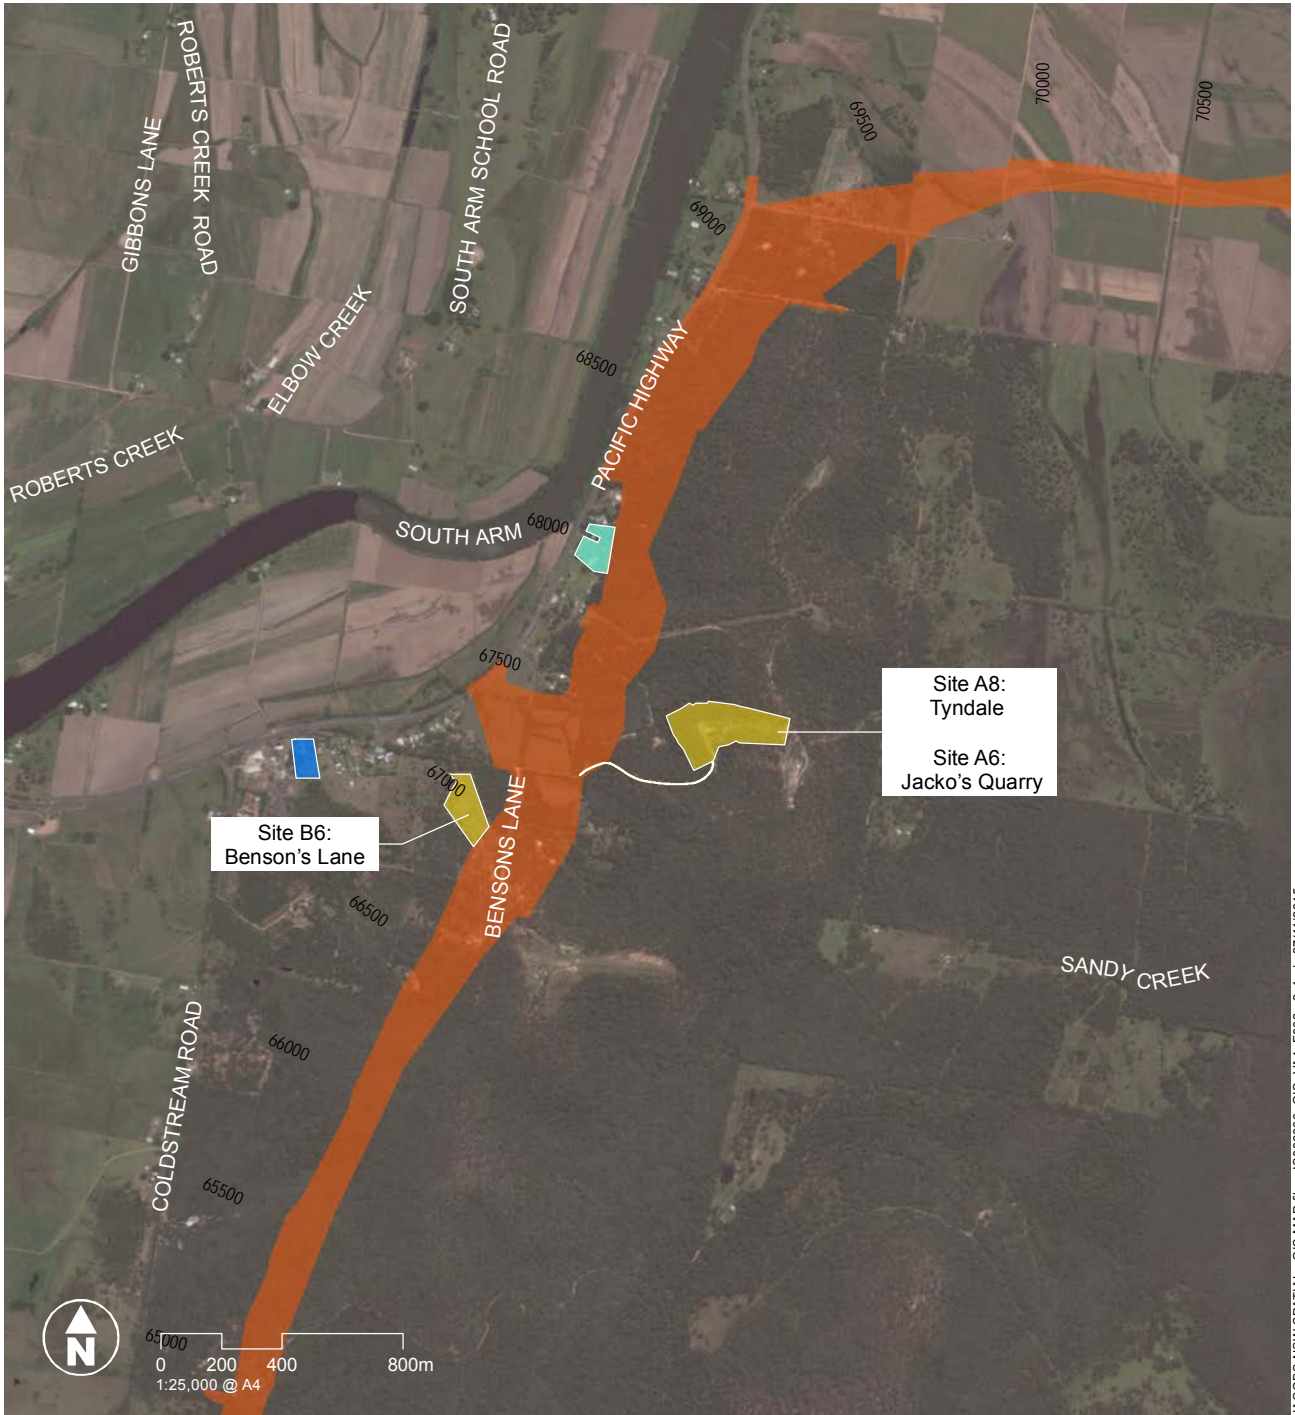 GIBBONS LANE
ROBERTS CREEK ROAD
SOUTH ARM SCHOOL ROAD
69500
70000
70500
69000
ELBOW CREEK
68500
PACIFIC HIGHWAY
ROBERTS CREEK
SOUTH ARM
68000
67500
Site A8:
Tyndale
Site A6:
Jacko's Quarry
67000
BENSONS LANE
Site B6:
Benson's Lane
66500
SANDY CREEK
66000
COLDSTREAM ROAD
65500
65000
N
0 200 400 800m
1:25,000 @ A4